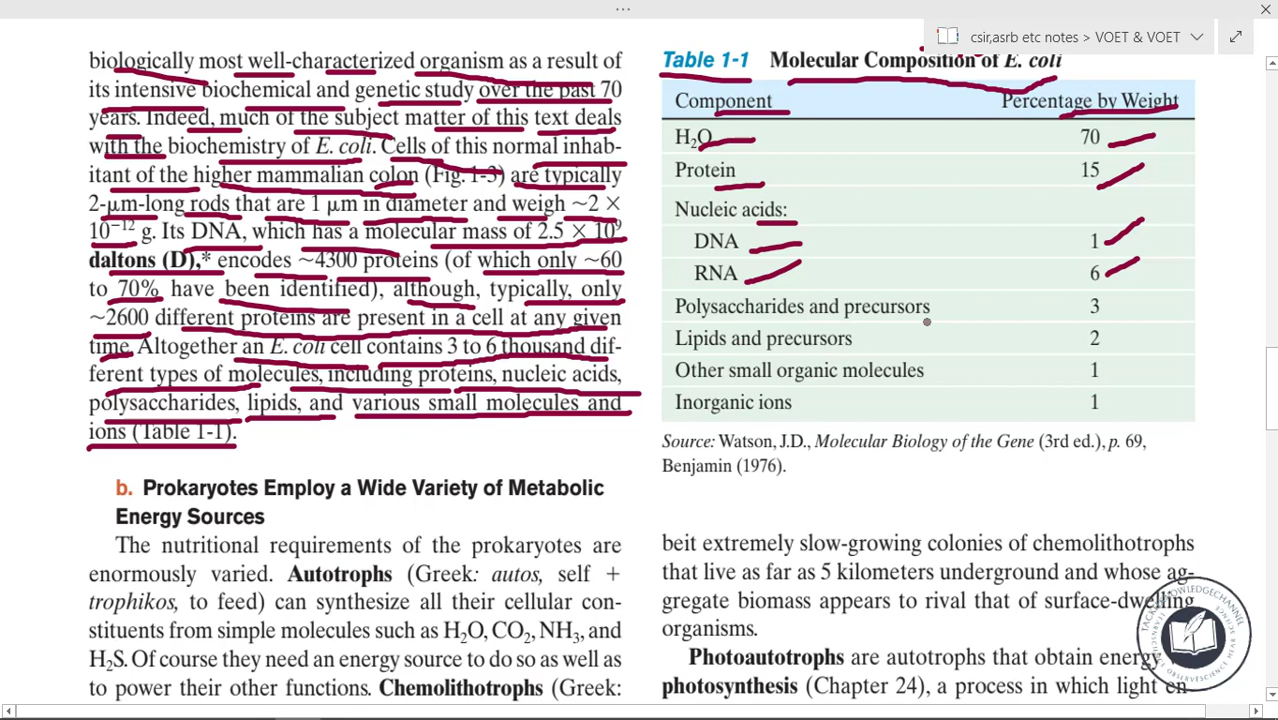 csir,asrb etc notes > VOET & VOET
biologically most well-characterized organism as a result of
its intensive biochemical and genetic study over the past 70
years. Indeed, much of the subject matter of this text deals
with the biochemistry of E. coli. Cells of this normal inhab-
itant of the higher mammalian colon (Fig. 1-3) are typically
2-μm-long rods that are 1 μm in diameter and weigh ~2 ×
10⁻¹² g. Its DNA, which has a molecular mass of 2.5 × 10⁹
daltons (D),* encodes ~4300 proteins (of which only ~60
to 70% have been identified), although, typically, only
~2600 different proteins are present in a cell at any given
time. Altogether an E. coli cell contains 3 to 6 thousand dif-
ferent types of molecules, including proteins, nucleic acids,
polysaccharides, lipids, and various small molecules and
ions (Table 1-1).
b. Prokaryotes Employ a Wide Variety of Metabolic
Energy Sources
The nutritional requirements of the prokaryotes are
enormously varied. Autotrophs (Greek: autos, self +
trophikos, to feed) can synthesize all their cellular con-
stituents from simple molecules such as H₂O, CO₂, NH₃, and
H₂S. Of course they need an energy source to do so as well as
to power their other functions. Chemolithotrophs (Greek:
Table 1-1 Molecular Composition of E. coli
Component Percentage by Weight
H₂O 70
Protein 15
Nucleic acids:
DNA 1
RNA 6
Polysaccharides and precursors 3
Lipids and precursors 2
Other small organic molecules 1
Inorganic ions 1
Source: Watson, J.D., Molecular Biology of the Gene (3rd ed.), p. 69,
Benjamin (1976).
beit extremely slow-growing colonies of chemolithotrophs
that live as far as 5 kilometers underground and whose ag-
gregate biomass appears to rival that of surface-dwelling
organisms.
Photoautotrophs are autotrophs that obtain energy
photosynthesis (Chapter 24), a process in which light en-